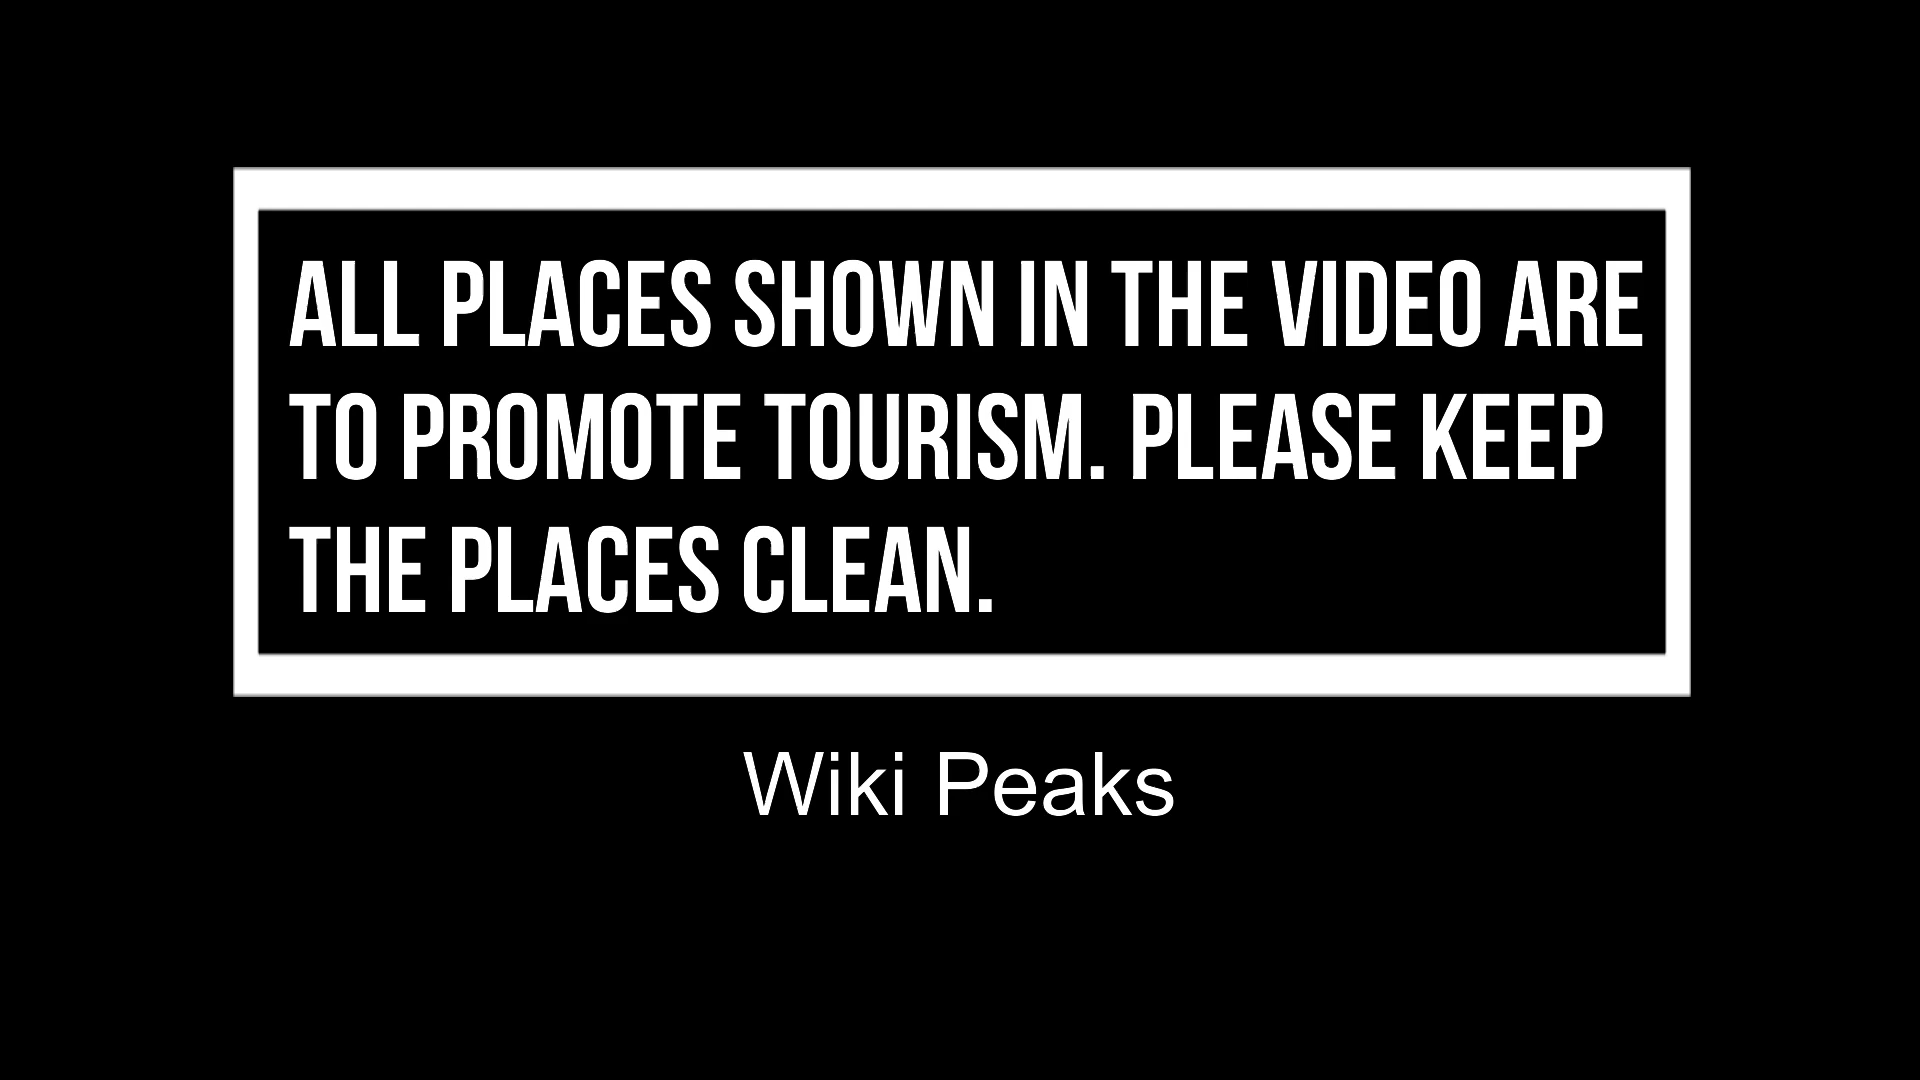 ALL PLACES SHOWN IN THE VIDEO ARE
TO PROMOTE TOURISM. PLEASE KEEP
THE PLACES CLEAN.
Wiki Peaks